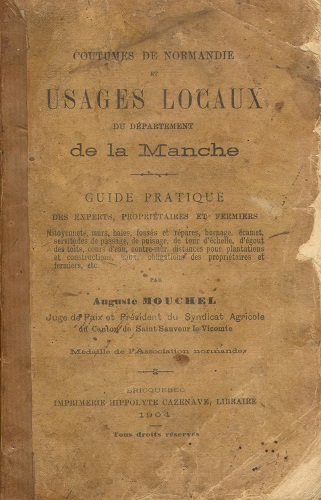 COUTUMES DE NORMANDIE
ET
USAGES LOCAUX
DU DÉPARTEMENT
de la Manche
GUIDE PRATIQUE
DES EXPERTS, PROPRIÉTAIRES ET FERMIERS
Mitoyenneté, murs, haies, fossés et répares, bornage,
servitudes de passage, de puisage, de tour d'échelle, d'égout
des toits, cours d'eau, contre-mur, distances pour plantations
et constructions, baux, obligations des propriétaires et
fermiers, etc.
PAR
Auguste MOUCHEL
Juge de Paix et Président du Syndicat Agricole
du Canton de Saint-Sauveur le Vicomte
Médaille de l'Association normande
BRICQUEBEC
IMPRIMERIE HIPPOLYTE CAZENAVE, LIBRAIRE
1904
Tous droits réservés